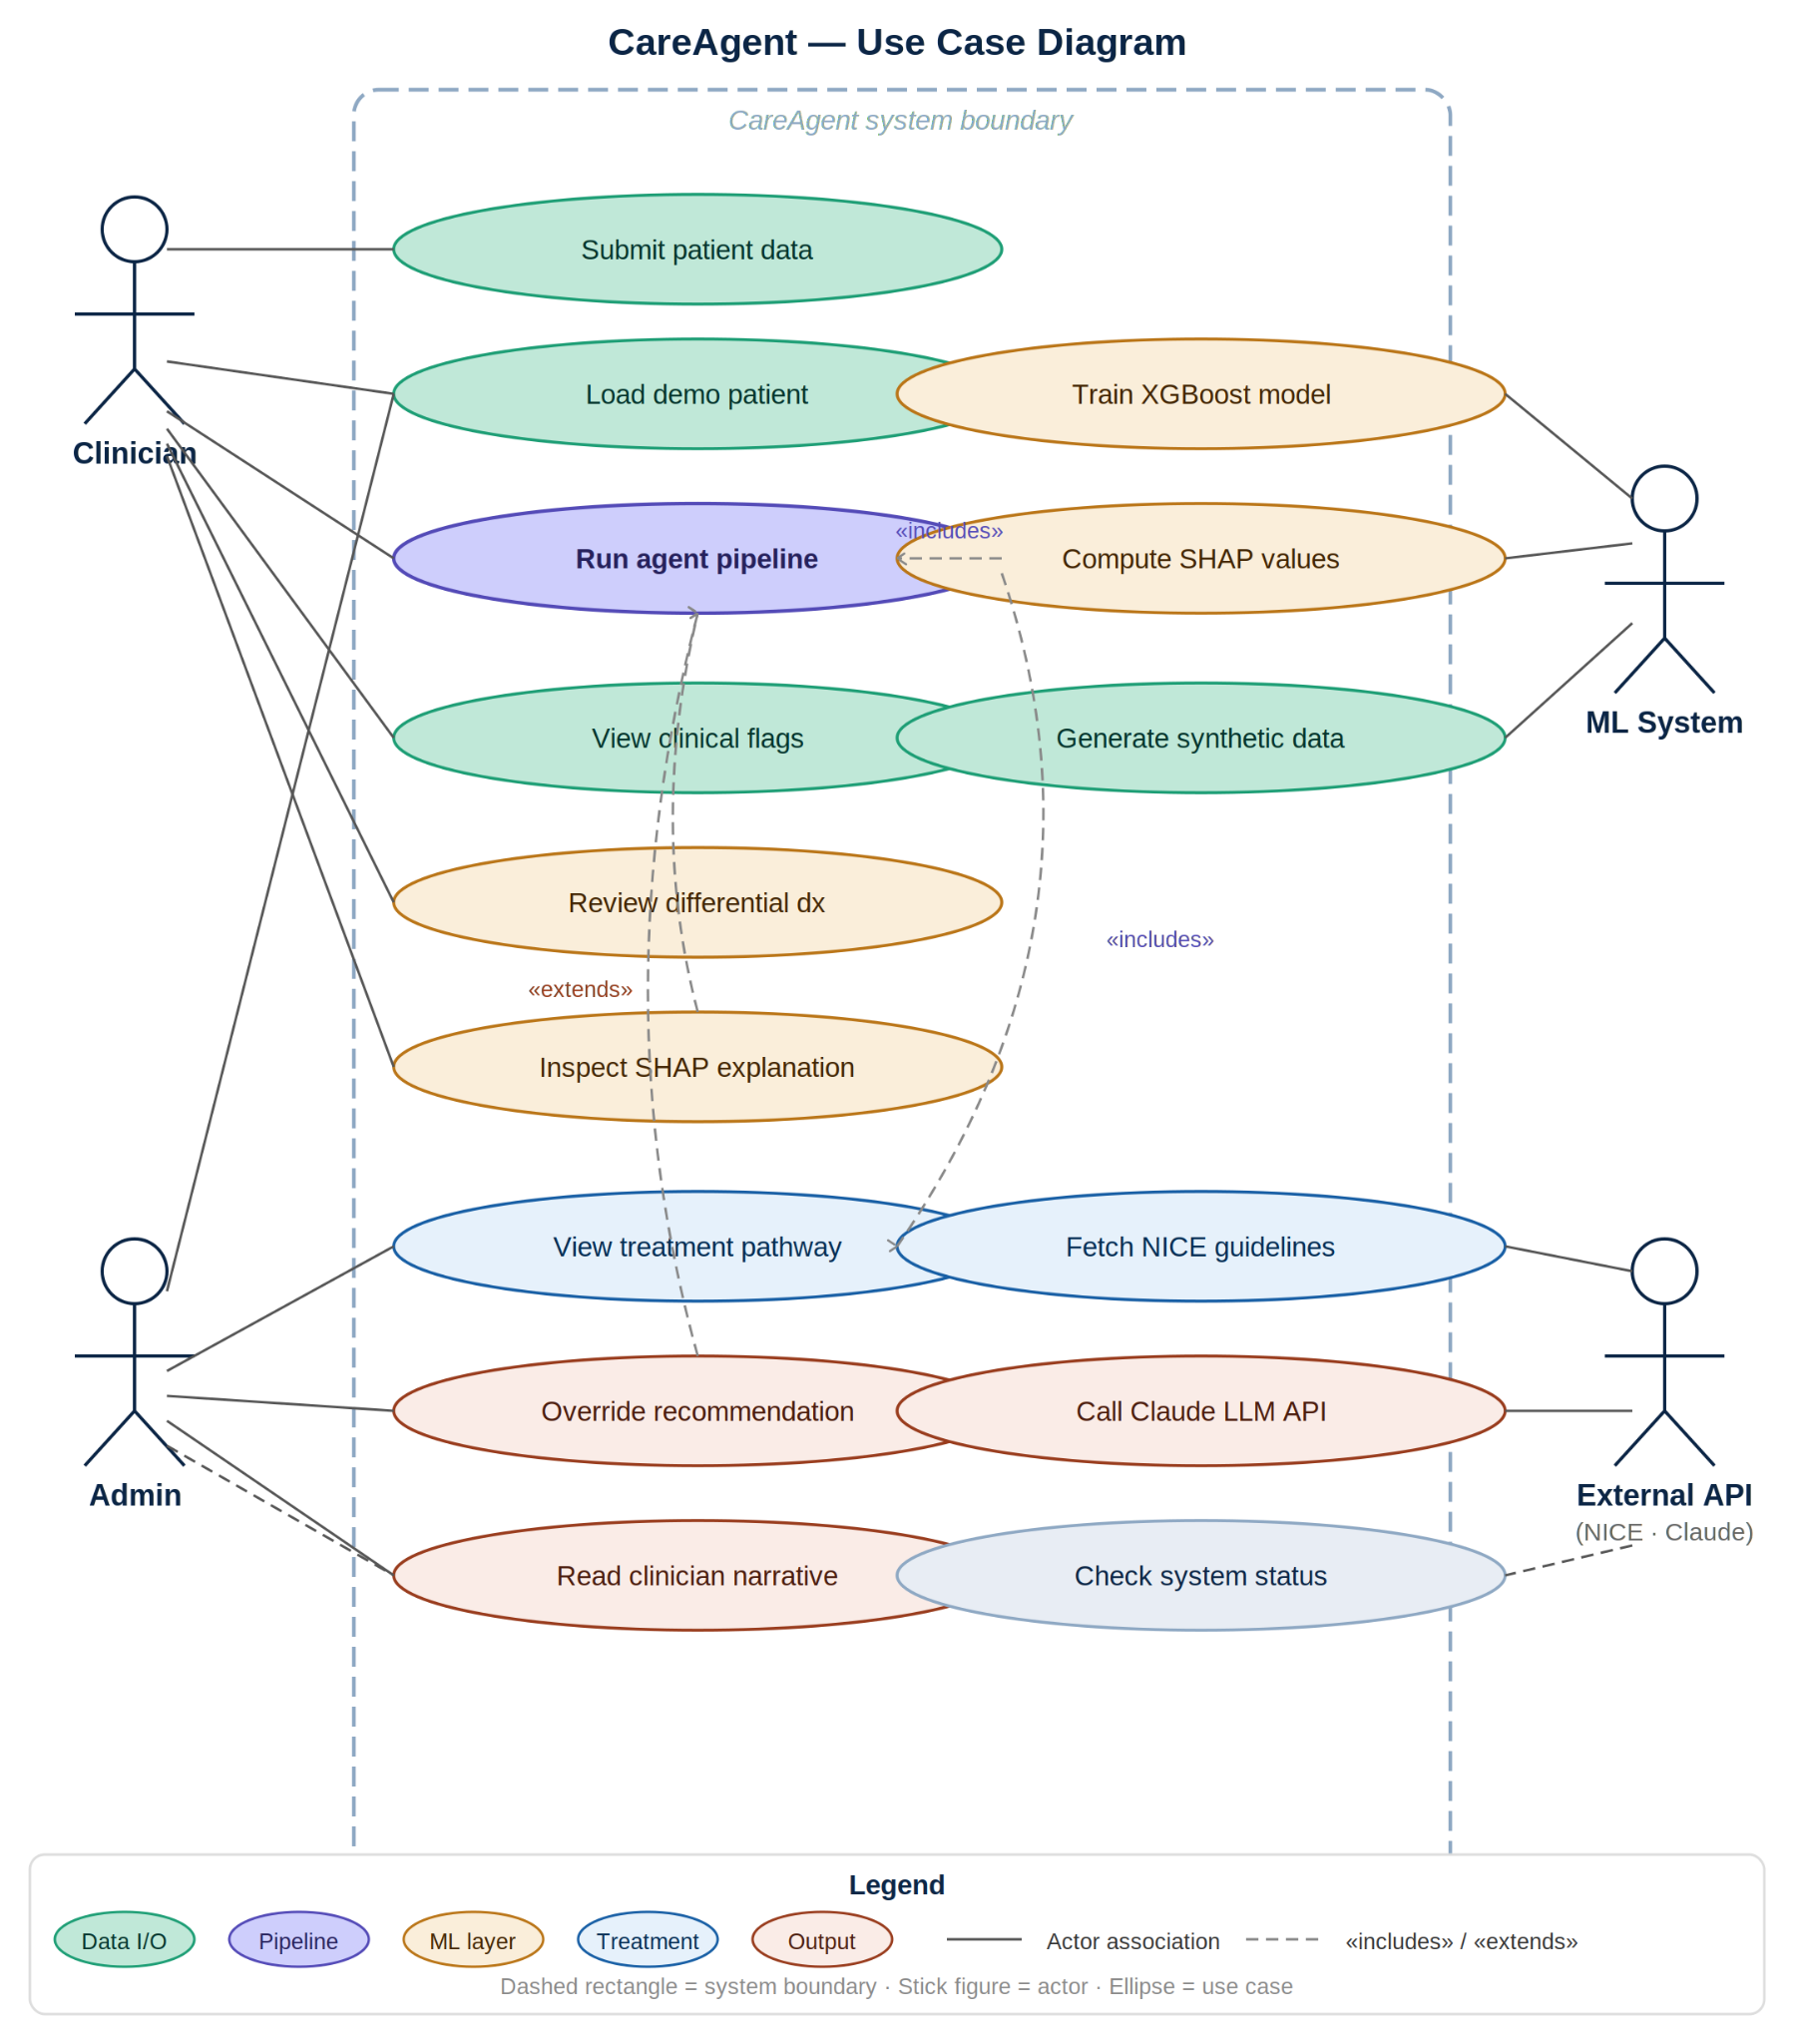 CareAgent — Use Case Diagram
CareAgent system boundary
Submit patient data
Clinician
Load demo patient
Train XGBoost model
Run agent pipeline
«includes»
Compute SHAP values
ML System
View clinical flags
Generate synthetic data
Review differential dx
«includes»
«extends»
Inspect SHAP explanation
View treatment pathway
Fetch NICE guidelines
Override recommendation
Call Claude LLM API
Admin
External API
(NICE · Claude)
Read clinician narrative
Check system status
Legend
Data I/O
Pipeline
ML layer
Treatment
Output
Actor association
«includes» / «extends»
Dashed rectangle = system boundary · Stick figure = actor · Ellipse = use case